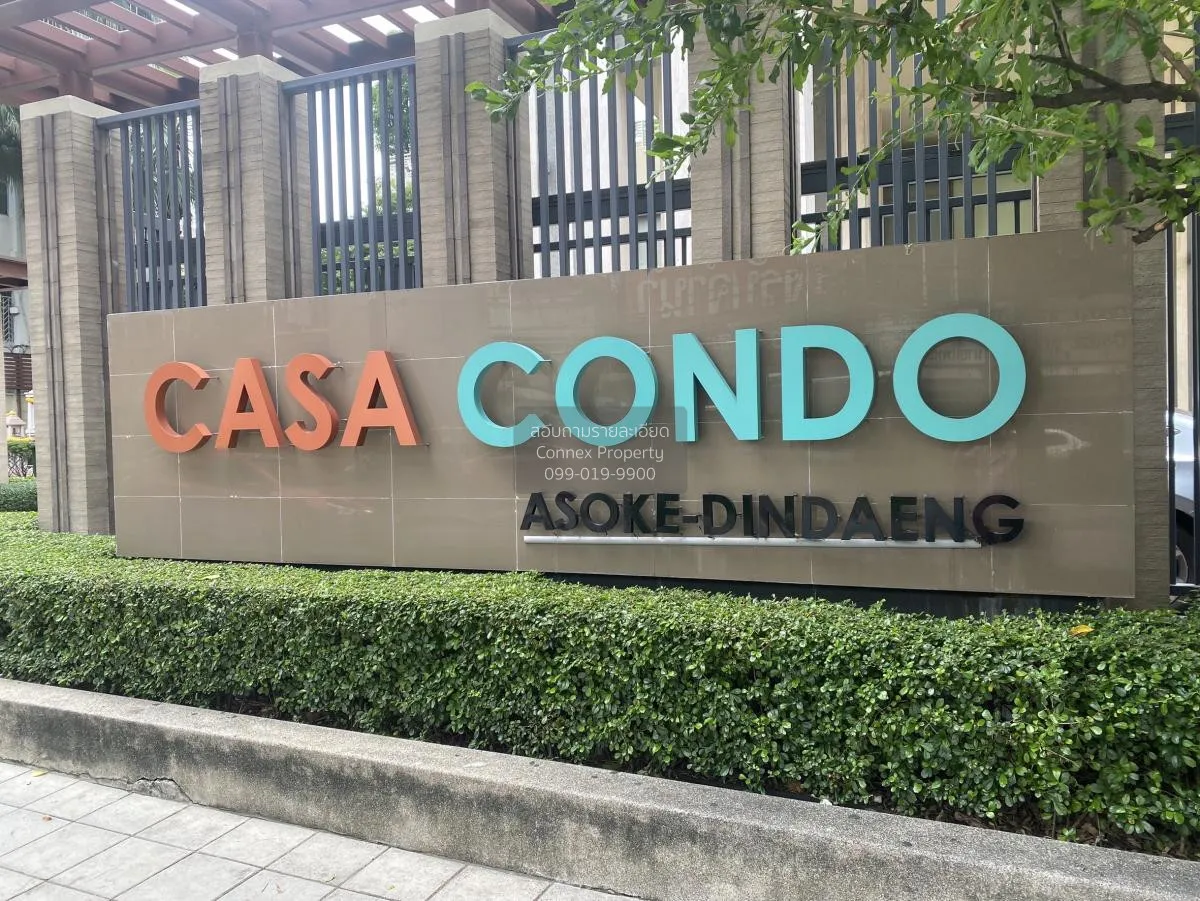 CASA CONDO
สอบถามรายละเอียด
Connex Property
099-019-9900
ASOKE-DINDAENG